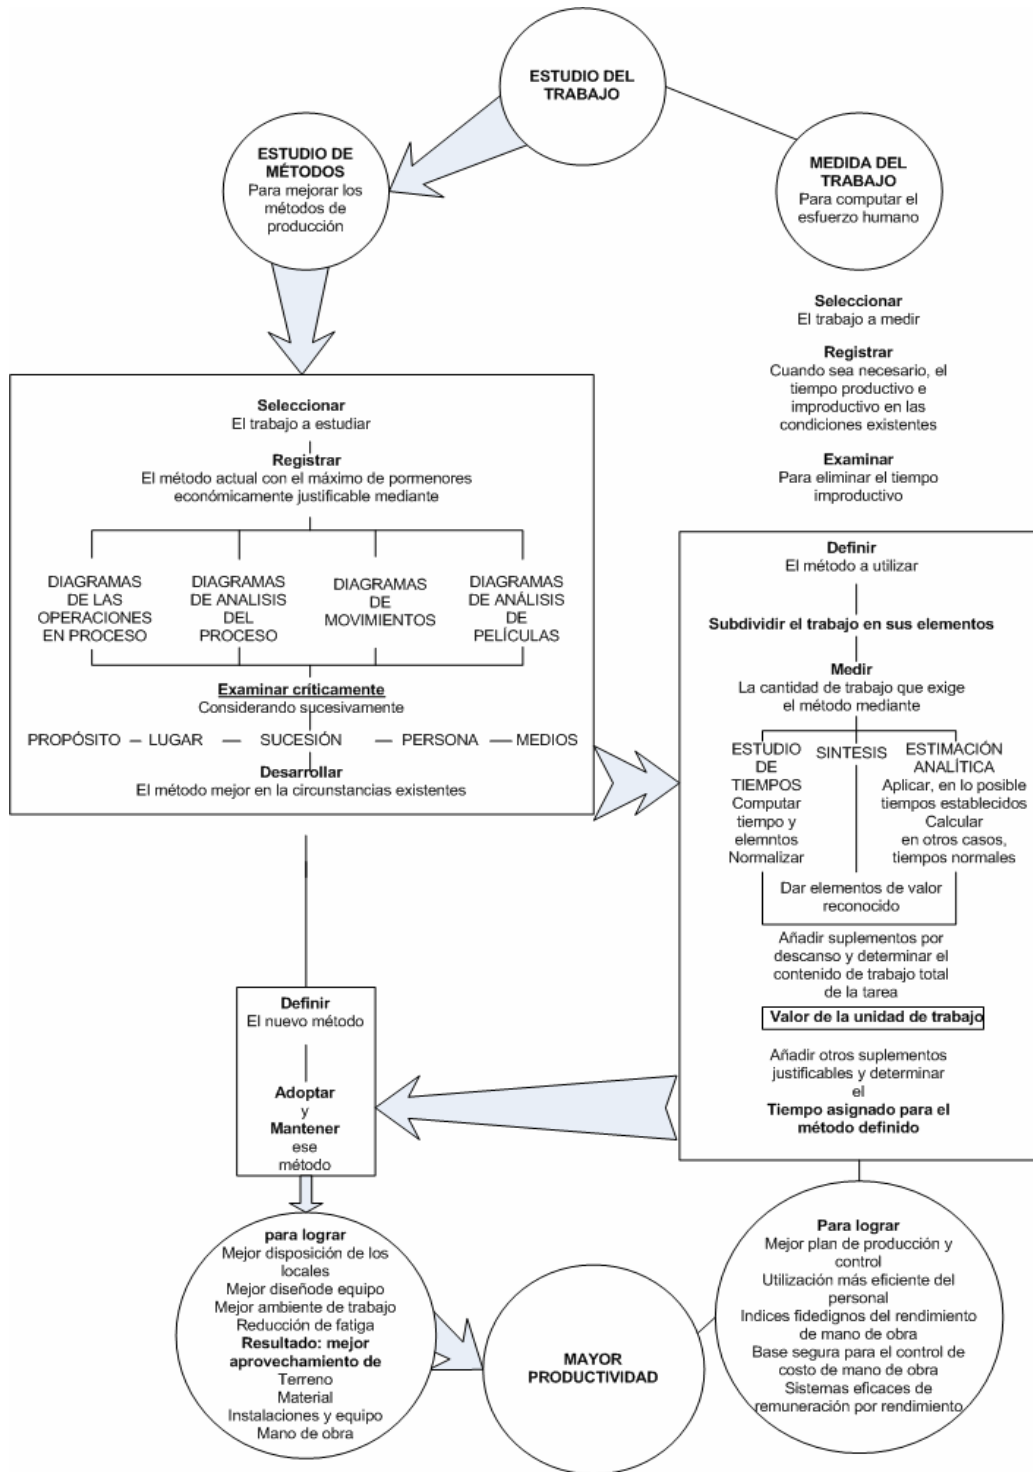 ESTUDIO DEL
TRABAJO
ESTUDIO DE
MÉTODOS
Para mejorar los
métodos de
producción
MEDIDA DEL
TRABAJO
Para computar el
esfuerzo humano
Seleccionar
El trabajo a medir
Registrar
Cuando sea necesario, el
tiempo productivo e
improductivo en las
condiciones existentes
Examinar
Para eliminar el tiempo
improductivo
Seleccionar
El trabajo a estudiar
Registrar
El método actual con el máximo de pormenores
económicamente justificable mediante
DIAGRAMAS
DE LAS
OPERACIONES
EN PROCESO
DIAGRAMAS
DE ANALISIS
DEL
PROCESO
DIAGRAMAS
DE
MOVIMIENTOS
DIAGRAMAS
DE ANÁLISIS
DE
PELÍCULAS
Examinar críticamente
Considerando sucesivamente
PROPÓSITO – LUGAR — SUCESIÓN — PERSONA — MEDIOS
Desarrollar
El método mejor en la circunstancias existentes
Definir
El método a utilizar
Subdividir el trabajo en sus elementos
Medir
La cantidad de trabajo que exige
el método mediante
ESTUDIO
DE
TIEMPOS
Computar
tiempo y
elemntos
Normalizar
SINTESIS
ESTIMACIÓN
ANALÍTICA
Aplicar, en lo posible
tiempos establecidos
Calcular
en otros casos,
tiempos normales
Dar elementos de valor
reconocido
Añadir suplementos por
descanso y determinar el
contenido de trabajo total
de la tarea
Valor de la unidad de trabajo
Añadir otros suplementos
justificables y determinar
el
Tiempo asignado para el
método definido
Definir
El nuevo método
Adoptar
y
Mantener
ese
método
para lograr
Mejor disposición de los
locales
Mejor diseñode equipo
Mejor ambiente de trabajo
Reducción de fatiga
Resultado: mejor
aprovechamiento de
Terreno
Material
Instalaciones y equipo
Mano de obra
MAYOR
PRODUCTIVIDAD
Para lograr
Mejor plan de producción y
control
Utilización más eficiente del
personal
Indices fidedignos del rendimiento
de mano de obra
Base segura para el control de
costo de mano de obra
Sistemas eficaces de
remuneración por rendimiento